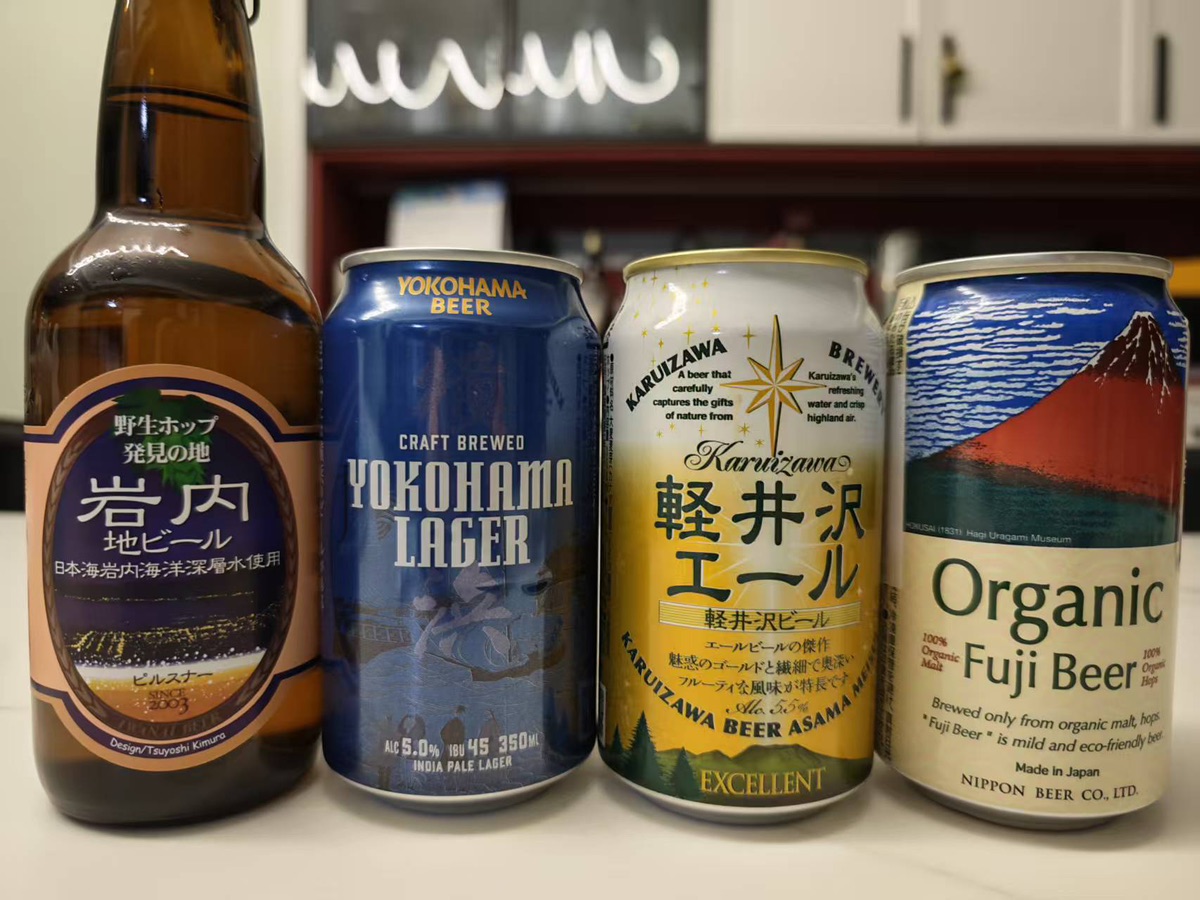 野生ホップ
発見の地
岩内
地ビール
日本海岩内海洋深層水使用
ピルスナー
SINCE
2003
IWANAI BEER
Design/Tsuyoshi Kimura
YOKOHAMA
BEER
CRAFT BREWED
YOKOHAMA
LAGER
浜
ALC 5.0% IBU 45 350ML
INDIA PALE LAGER
KARUIZAWA BREWERY
A beer that
carefully
captures the gifts
of nature from
Karuizawa's
refreshing
water and crisp
highland air.
Karuizawa
軽井沢
エール
軽井沢ビール
エールビールの傑作
魅惑のゴールドと繊細で奥深い
フルーティな風味が特長です
Alc. 5.5%
KARUIZAWA BEER ASAMA
EXCELLENT
HOKUSAI (1831) Hagi Uragami Museum
Organic
Fuji Beer
100%
Organic
Malt
100%
Organic
Hops
Brewed only from organic malt, hops.
"Fuji Beer" is mild and eco-friendly beer.
Made in Japan
NIPPON BEER CO., LTD.